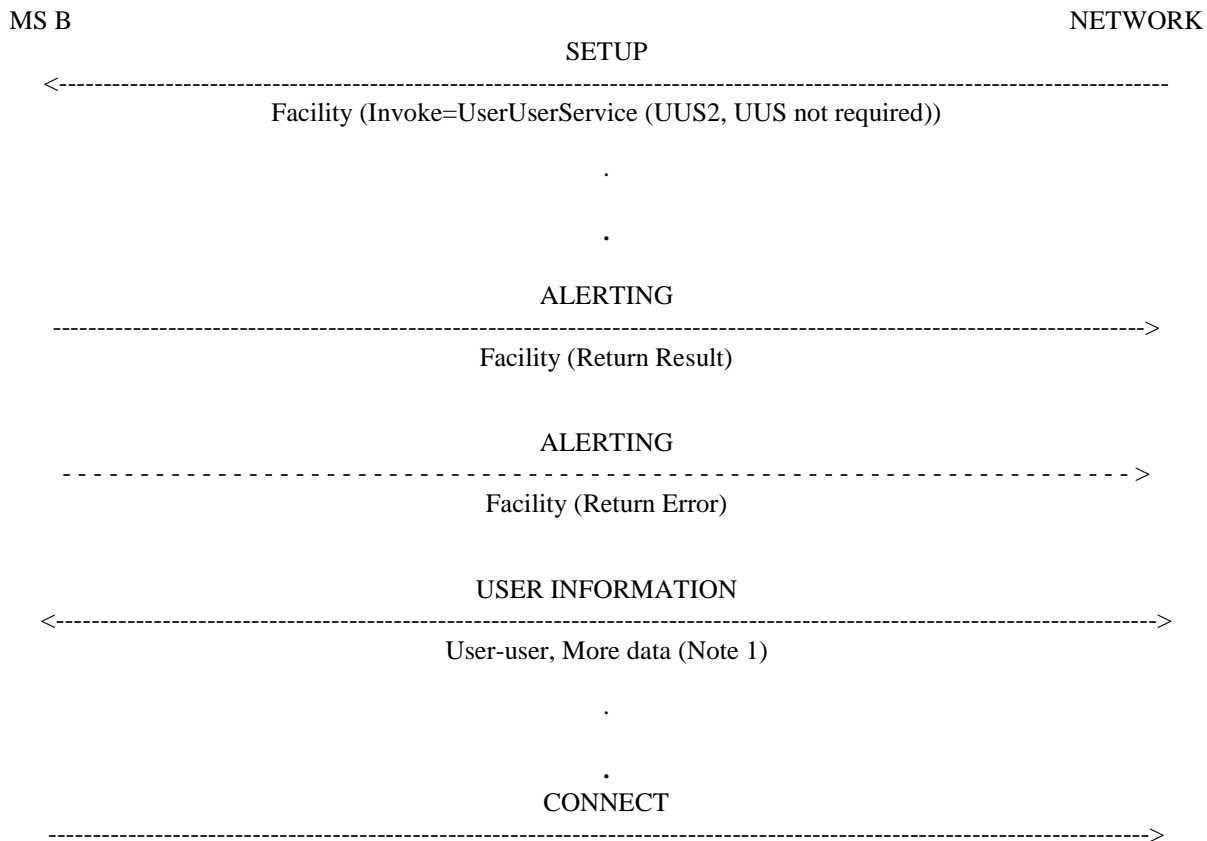 MS B NETWORK
SETUP
<------------------------------------------------------------------------------------------------------------------------------
Facility (Invoke=UserUserService (UUS2, UUS not required))
.
.
ALERTING
---------------------------------------------------------------------------------------------------------------------------->
Facility (Return Result)
ALERTING
- - - - - - - - - - - - - - - - - - - - - - - - - - - - - - - - - - - - - - - - - - - - - - - - - - - - - - - - - - - - - - - - - - - - - >
Facility (Return Error)
USER INFORMATION
<---------------------------------------------------------------------------------------------------------------------------->
User-user, More data (Note 1)
.
.
CONNECT
----------------------------------------------------------------------------------------------------------------------------->